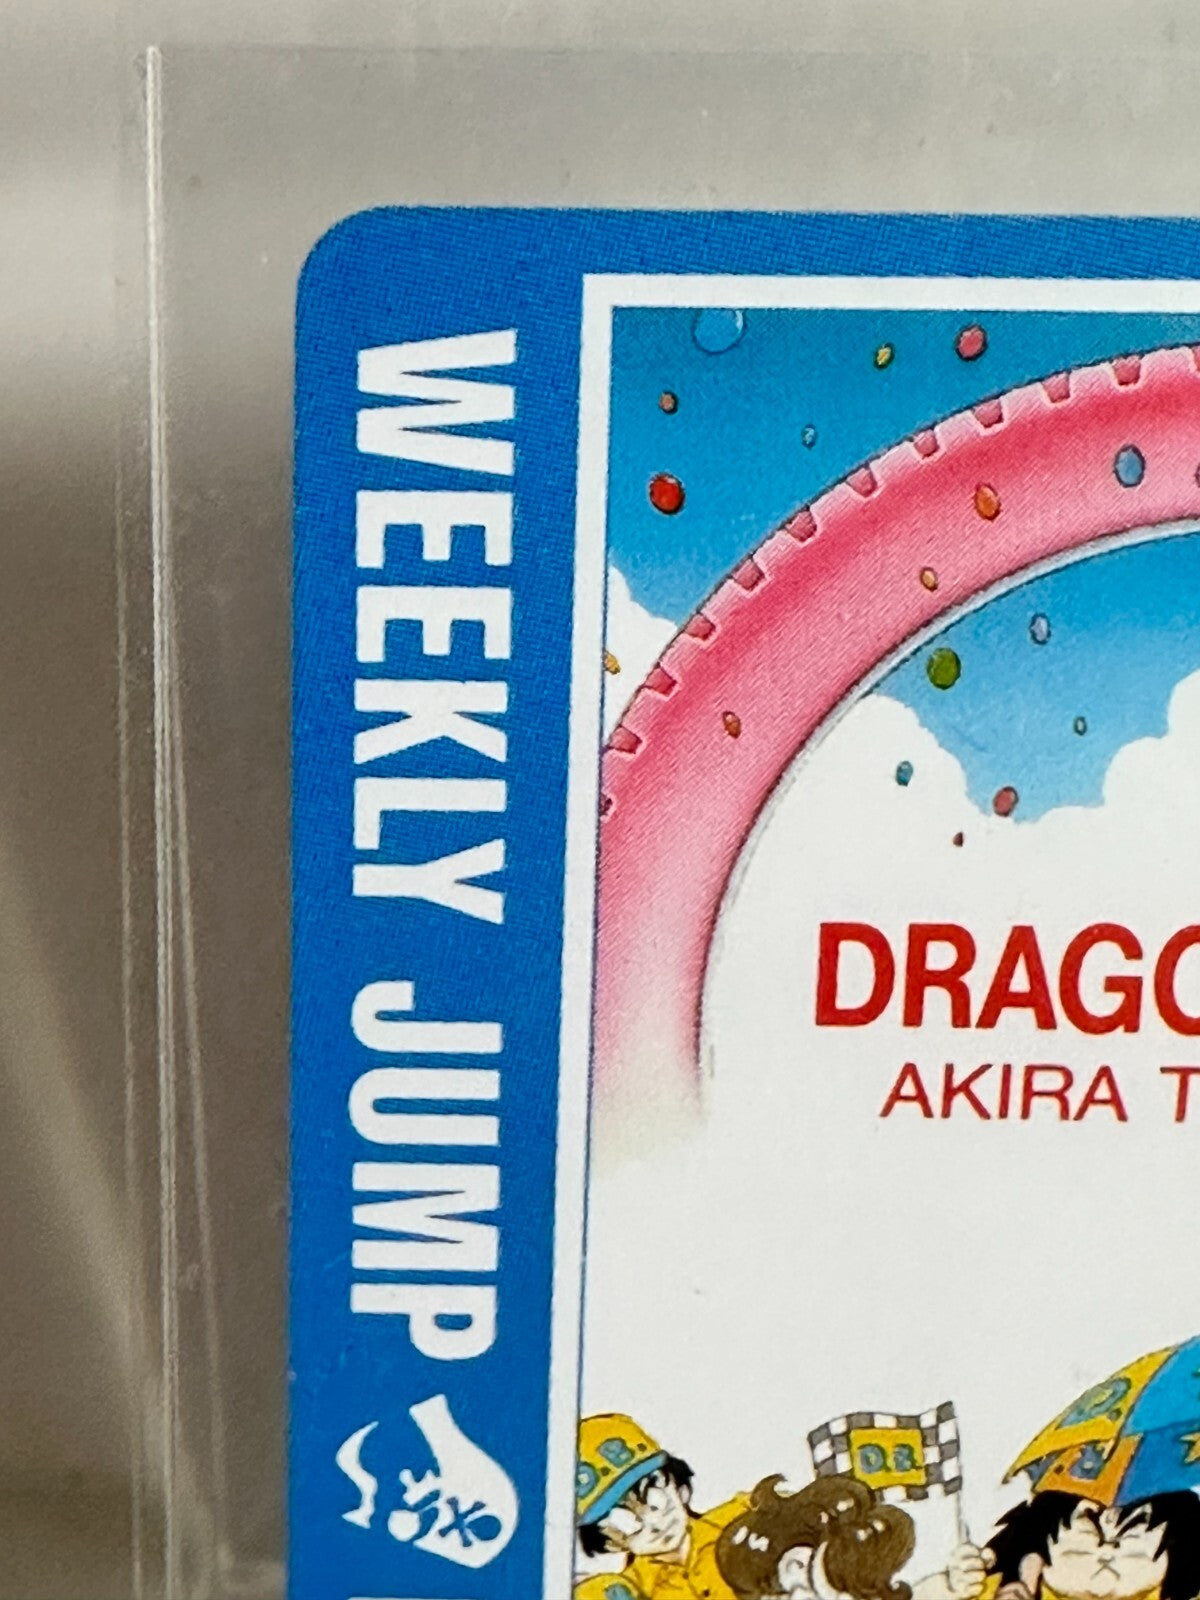 WEEKLY JUMP
DRAGO
AKIRA T
D.B.
D.B.
D.B.